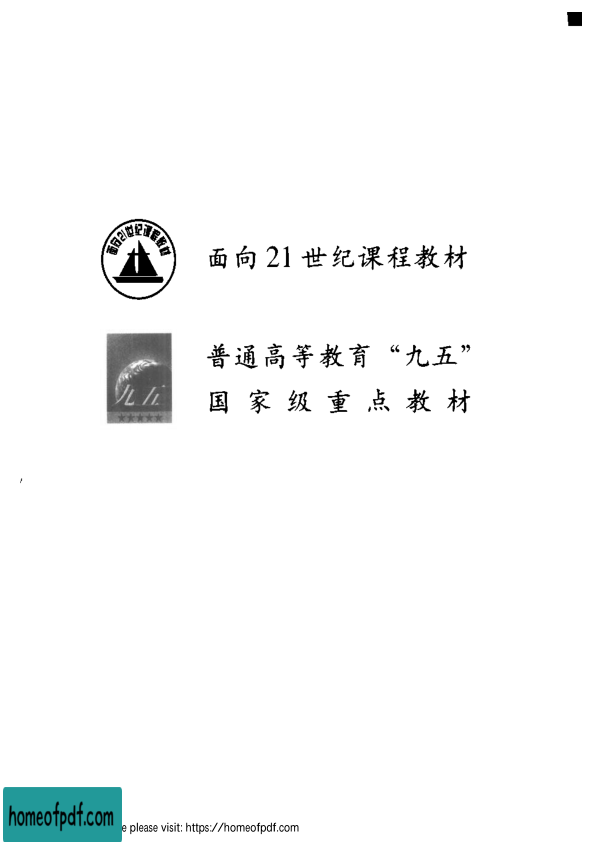 面向21世纪课程教材
面向 21 世纪课程教材
九五
普通高等教育“九五”
国家级重点教材
homeofpdf.com
e please visit: https://homeofpdf.com